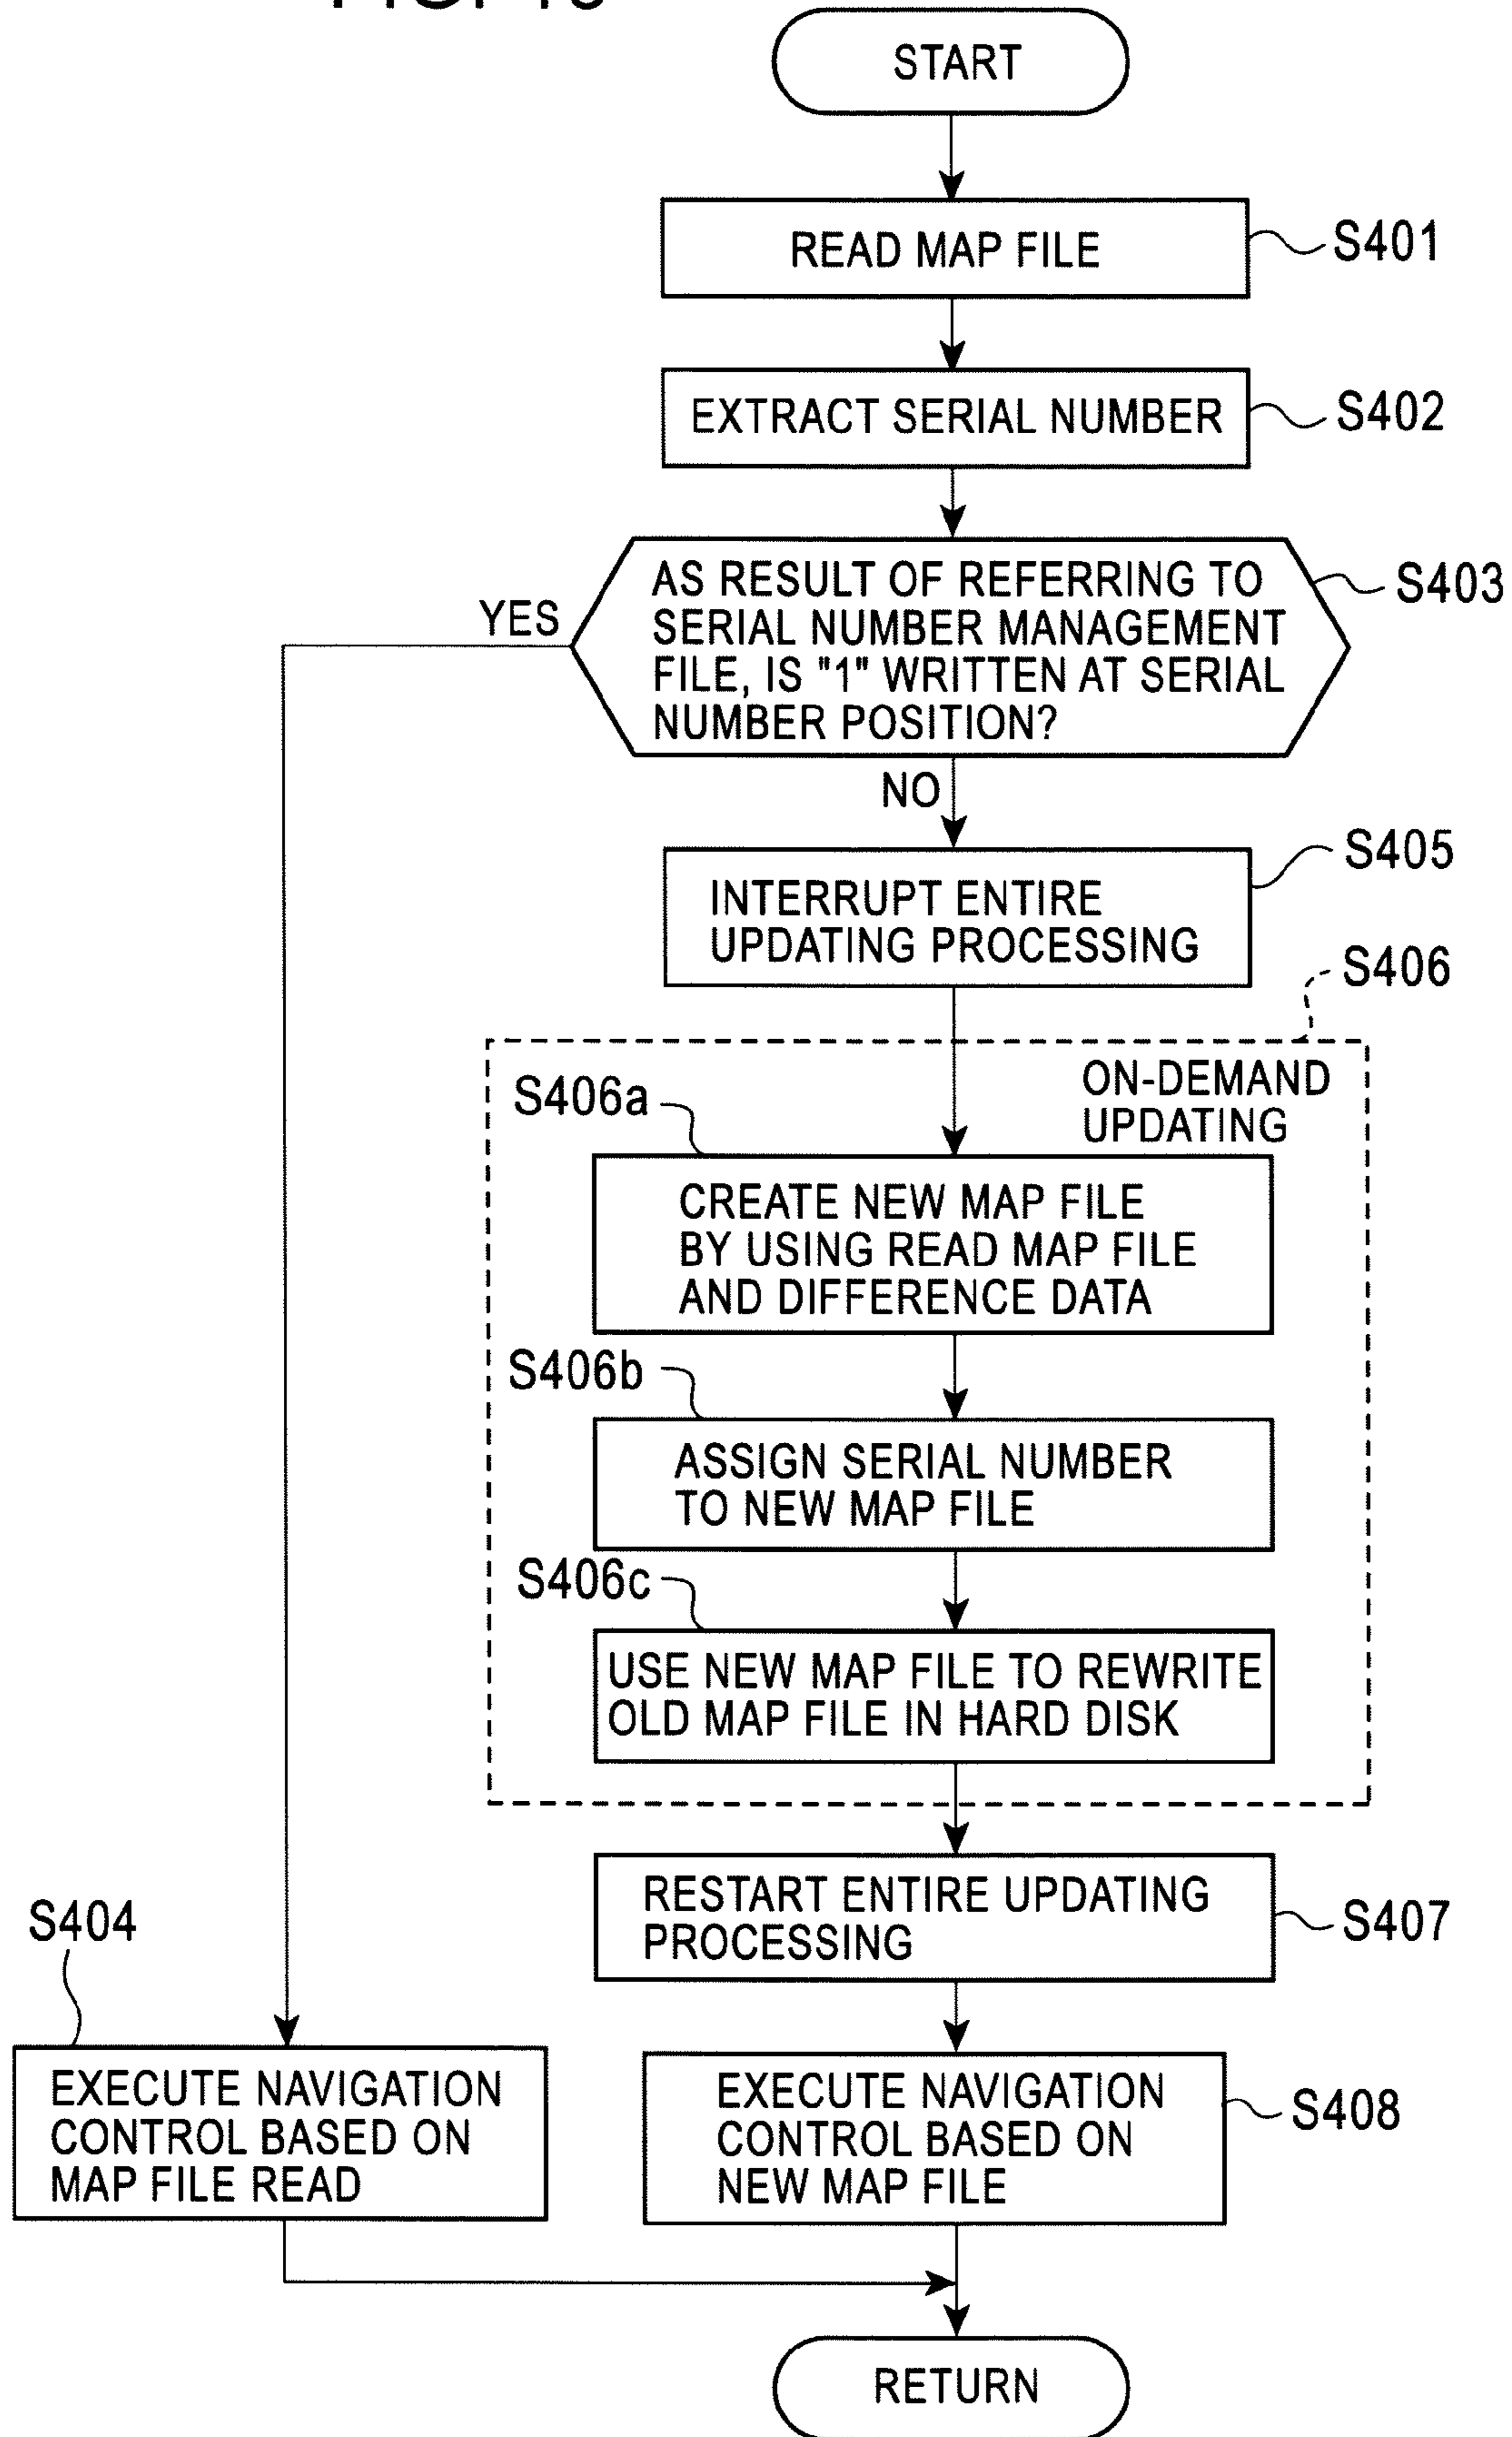 START
READ MAP FILE
S401
EXTRACT SERIAL NUMBER
S402
AS RESULT OF REFERRING TO
SERIAL NUMBER MANAGEMENT
FILE, IS "1" WRITTEN AT SERIAL
NUMBER POSITION?
S403
YES
NO
INTERRUPT ENTIRE
UPDATING PROCESSING
S405
S406
ON-DEMAND
UPDATING
S406a
CREATE NEW MAP FILE
BY USING READ MAP FILE
AND DIFFERENCE DATA
S406b
ASSIGN SERIAL NUMBER
TO NEW MAP FILE
S406c
USE NEW MAP FILE TO REWRITE
OLD MAP FILE IN HARD DISK
RESTART ENTIRE UPDATING
PROCESSING
S407
S404
EXECUTE NAVIGATION
CONTROL BASED ON
MAP FILE READ
EXECUTE NAVIGATION
CONTROL BASED ON
NEW MAP FILE
S408
RETURN